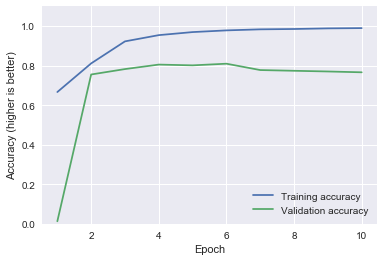 1.0
0.8
0.6
0.4
0.2
0.0
Accuracy (higher is better)
Training accuracy
Validation accuracy
2 4 6 8 10
Epoch